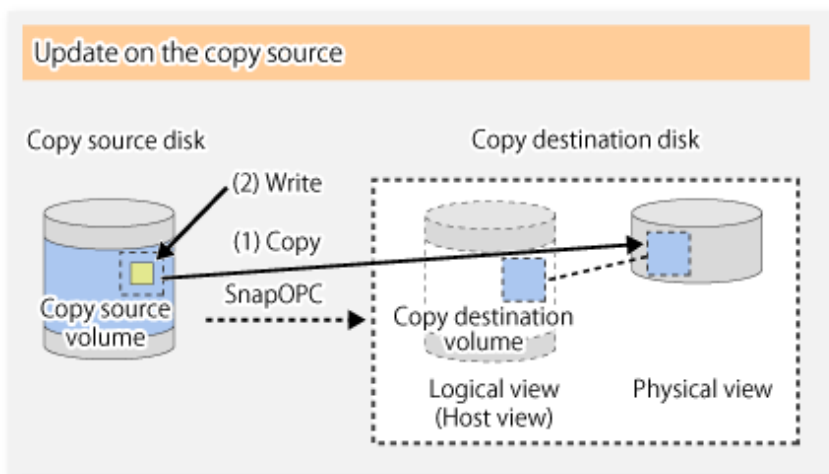 Update on the copy source
Copy source disk
Copy destination disk
(2) Write
(1) Copy
SnapOPC
Copy source
volume
Copy destination
volume
Logical view
(Host view)
Physical view